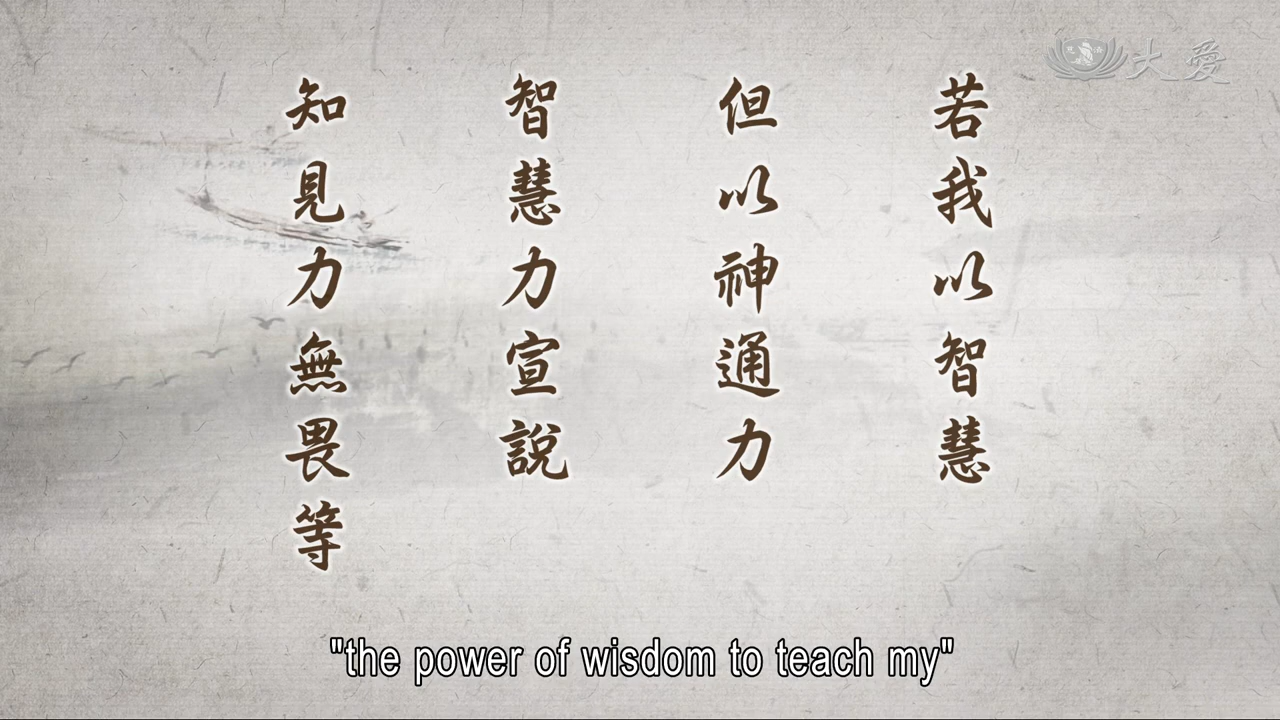 若我以智慧
但以神通力
智慧力宣說
知見力無畏等
大愛
"the power of wisdom to teach my"